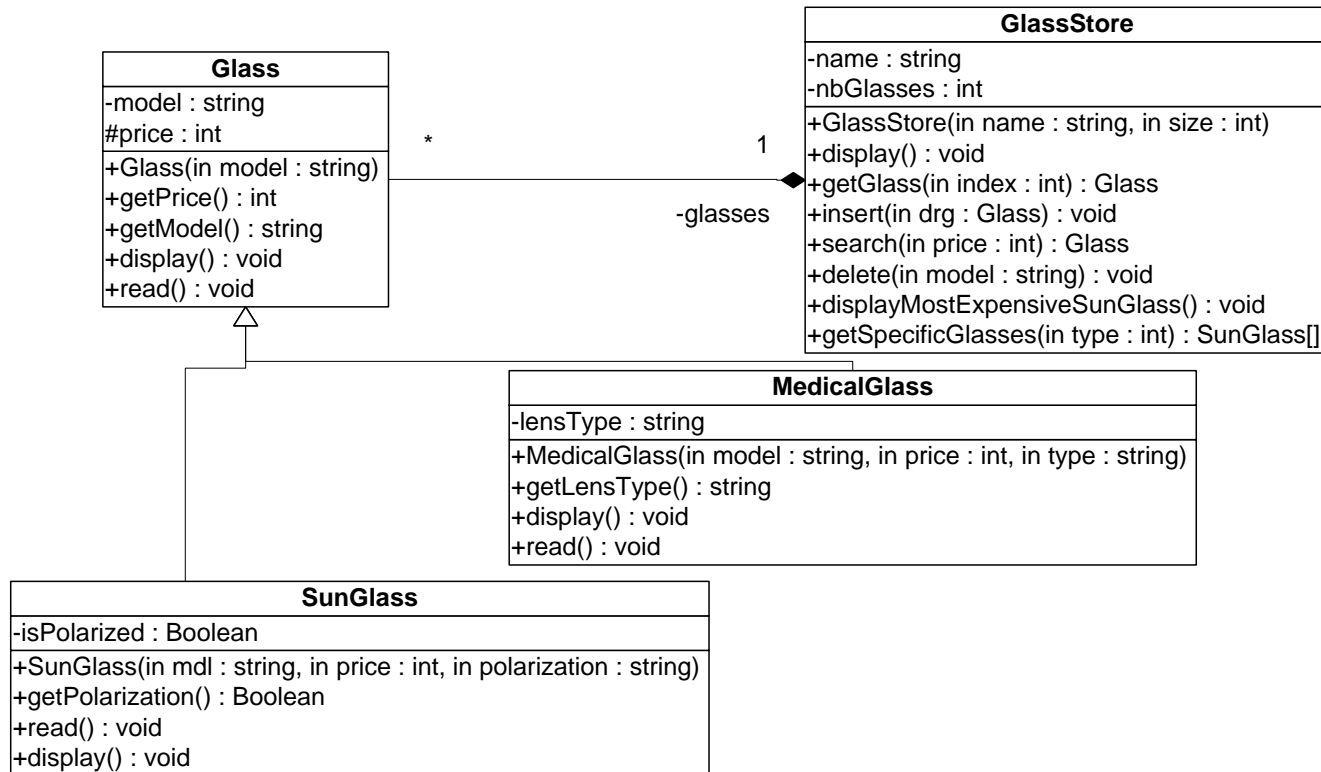 Glass
-model : string
#price : int
+Glass(in model : string)
+getPrice() : int
+getModel() : string
+display() : void
+read() : void
*
1
-glasses
GlassStore
-name : string
-nbGlasses : int
+GlassStore(in name : string, in size : int)
+display() : void
+getGlass(in index : int) : Glass
+insert(in drg : Glass) : void
+search(in price : int) : Glass
+delete(in model : string) : void
+displayMostExpensiveSunGlass() : void
+getSpecificGlasses(in type : int) : SunGlass[]
MedicalGlass
-lensType : string
+MedicalGlass(in model : string, in price : int, in type : string)
+getLensType() : string
+display() : void
+read() : void
SunGlass
-isPolarized : Boolean
+SunGlass(in mdl : string, in price : int, in polarization : string)
+getPolarization() : Boolean
+read() : void
+display() : void